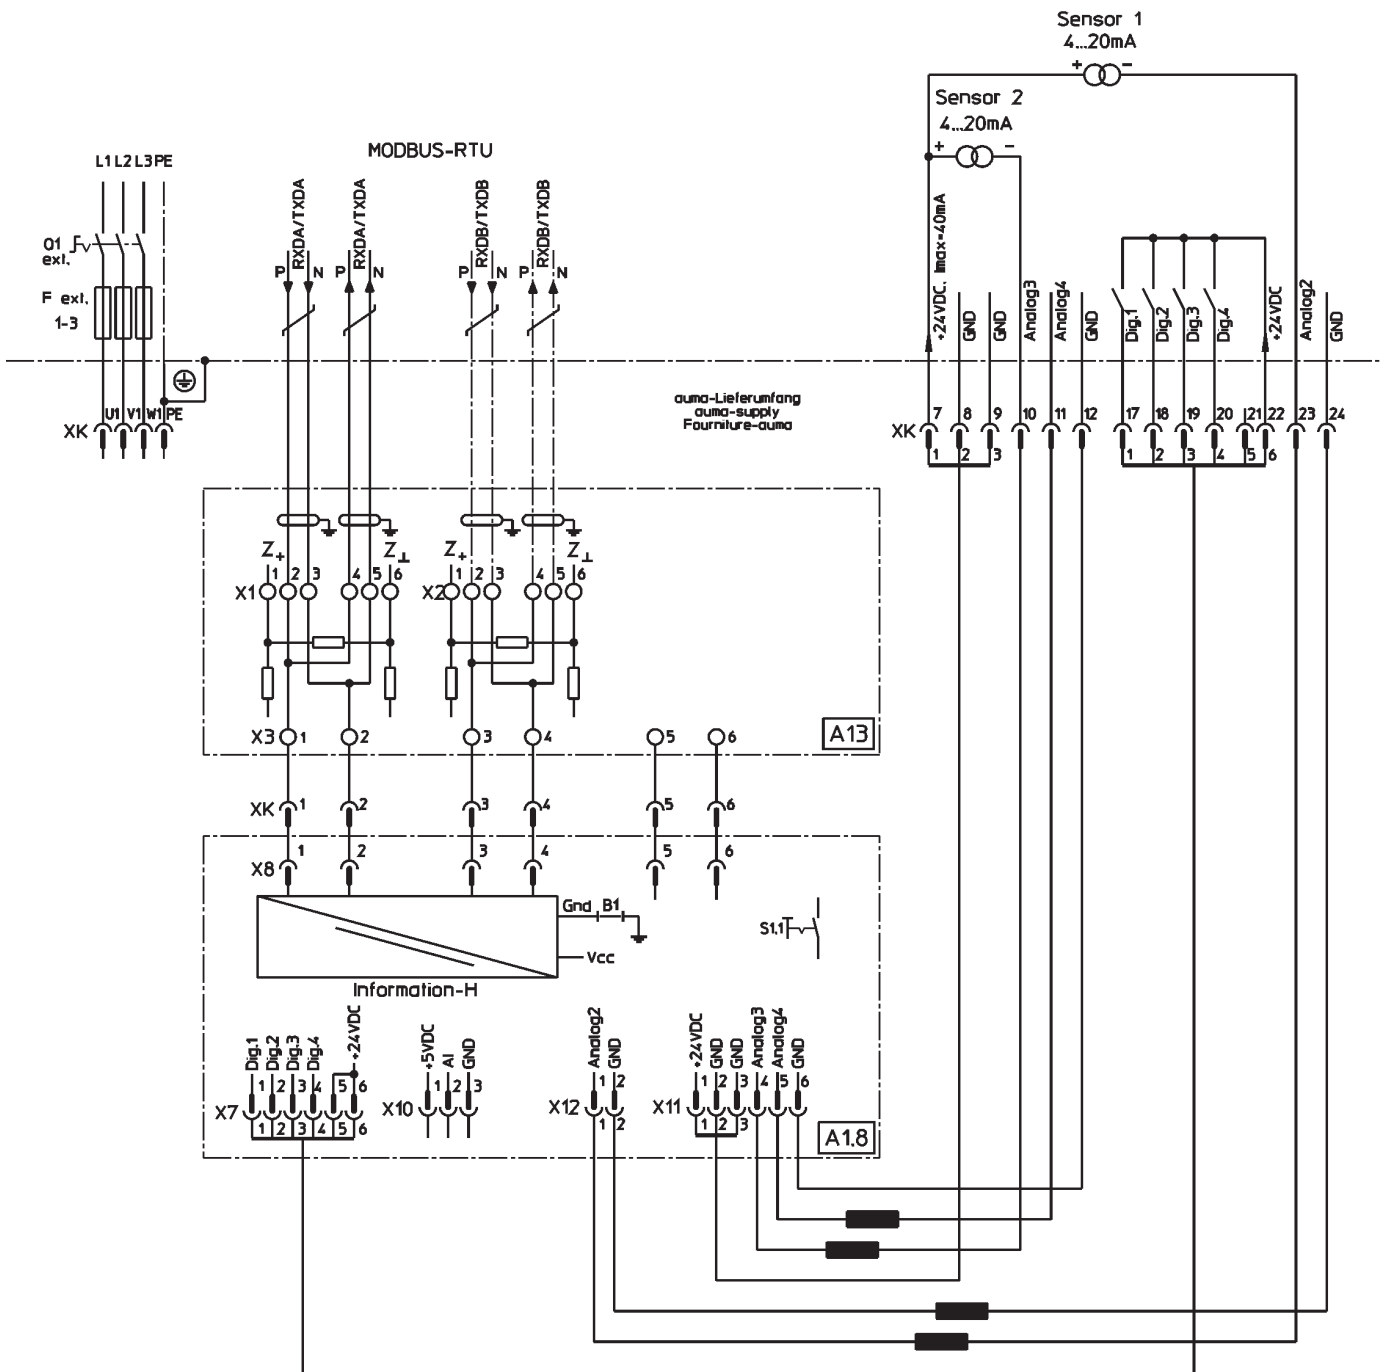 Sensor 1
4...20mA
+ −
Sensor 2
4...20mA
+ −
MODBUS-RTU
L1 L2 L3 PE
RXDA/TXDA
RXDA/TXDA
RXDB/TXDB
RXDB/TXDB
P N P N P N P N
Q1
ext.
F ext.
1-3
+24VDC, Imax=40mA
GND
GND
Analog3
Analog4
GND
Dig.1
Dig.2
Dig.3
Dig.4
+24VDC
Analog2
GND
auma-Lieferumfang
auma-supply
Fourniture-auma
U1 V1 W1 PE
XK
XK
7 8 9 10 11 12 17 18 19 20 21 22 23 24
1 2 3 1 2 3 4 5 6
Z+ Z⊥ Z+ Z⊥
X1 1 2 3 4 5 6
X2 1 2 3 4 5 6
X3 1 2 3 4 5 6
A13
XK 1 2 3 4 5 6
X8 1 2 3 4 5 6
Gnd B1
Vcc
S1.1
Information-H
Dig.1
Dig.2
Dig.3
Dig.4
+24VDC
+5VDC
AI
GND
Analog2
GND
+24VDC
GND
GND
Analog3
Analog4
GND
1 2 3 4 5 6 1 2 3 1 2 1 2 3 4 5 6
X7 X10 X12 X11
1 2 3 4 5 6 1 2 1 2 3
A1.8